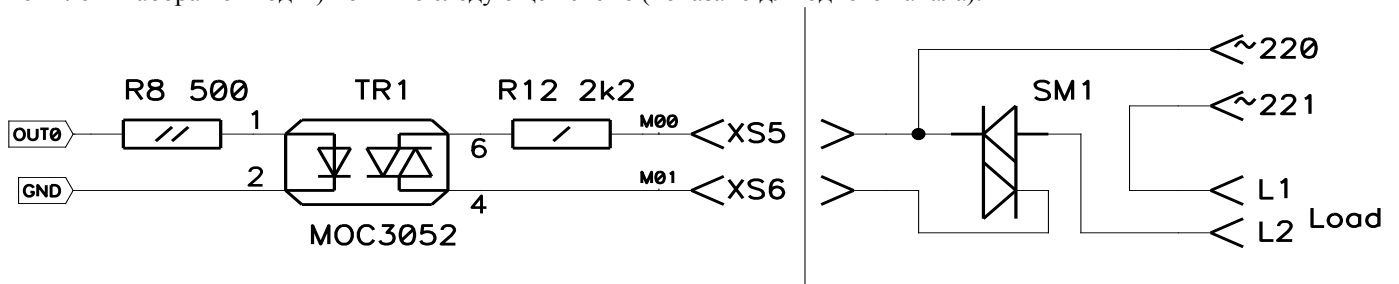 R8 500
TR1
R12 2k2
OUT0
1
6
M00
XS5
GND
2
4
M01
XS6
MOC3052
~220
SM1
~221
L1
L2
Load